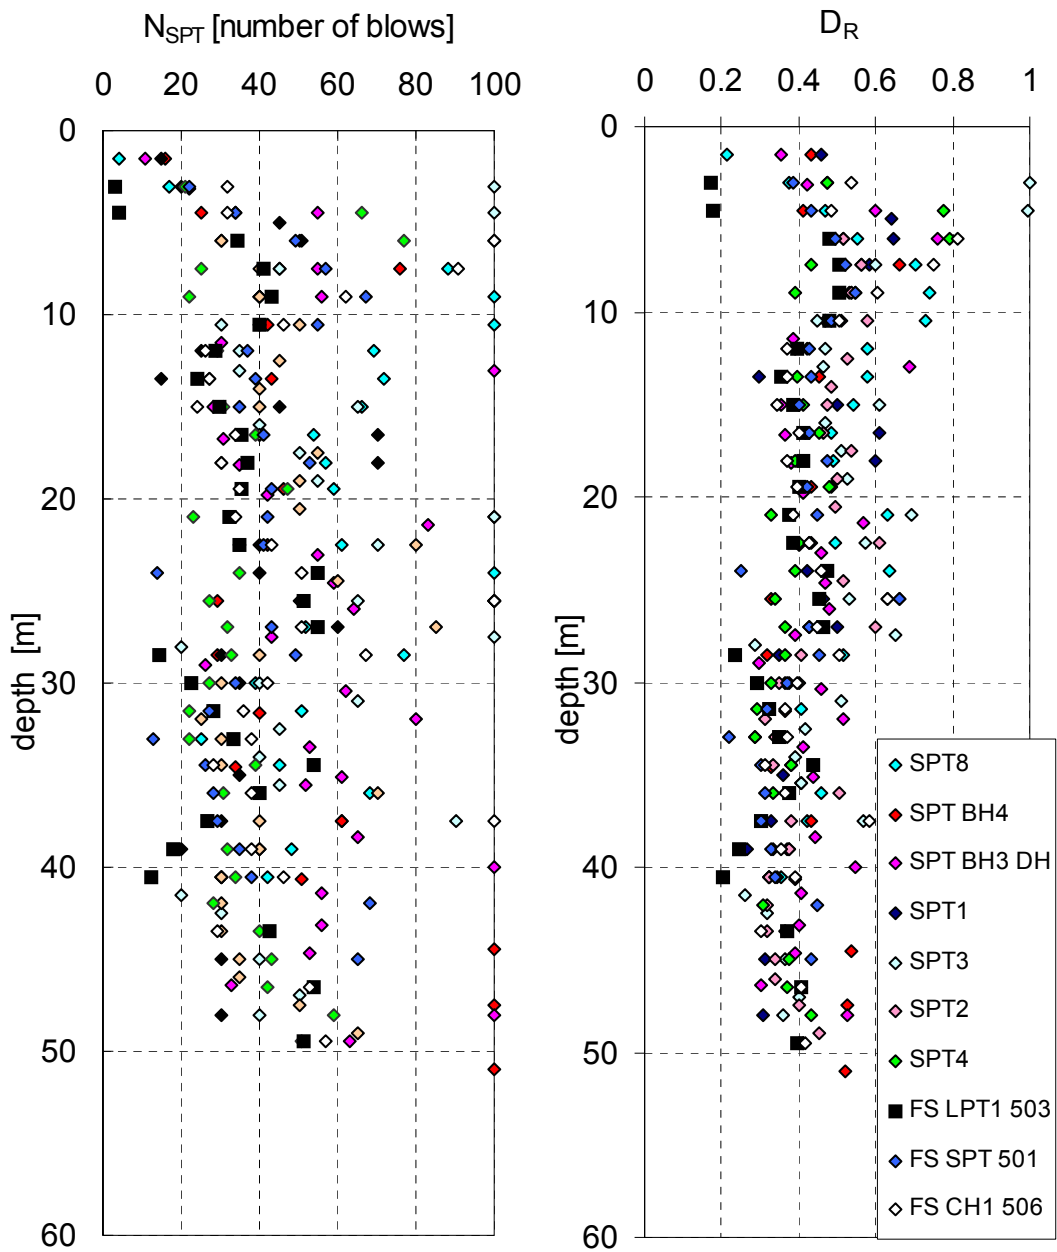 N_SPT [number of blows]
0 20 40 60 80 100
0
10
20
30
40
50
60
depth [m]
D_R
0 0.2 0.4 0.6 0.8 1
0
10
20
30
40
50
60
depth [m]
SPT8
SPT BH4
SPT BH3 DH
SPT1
SPT3
SPT2
SPT4
FS LPT1 503
FS SPT 501
FS CH1 506